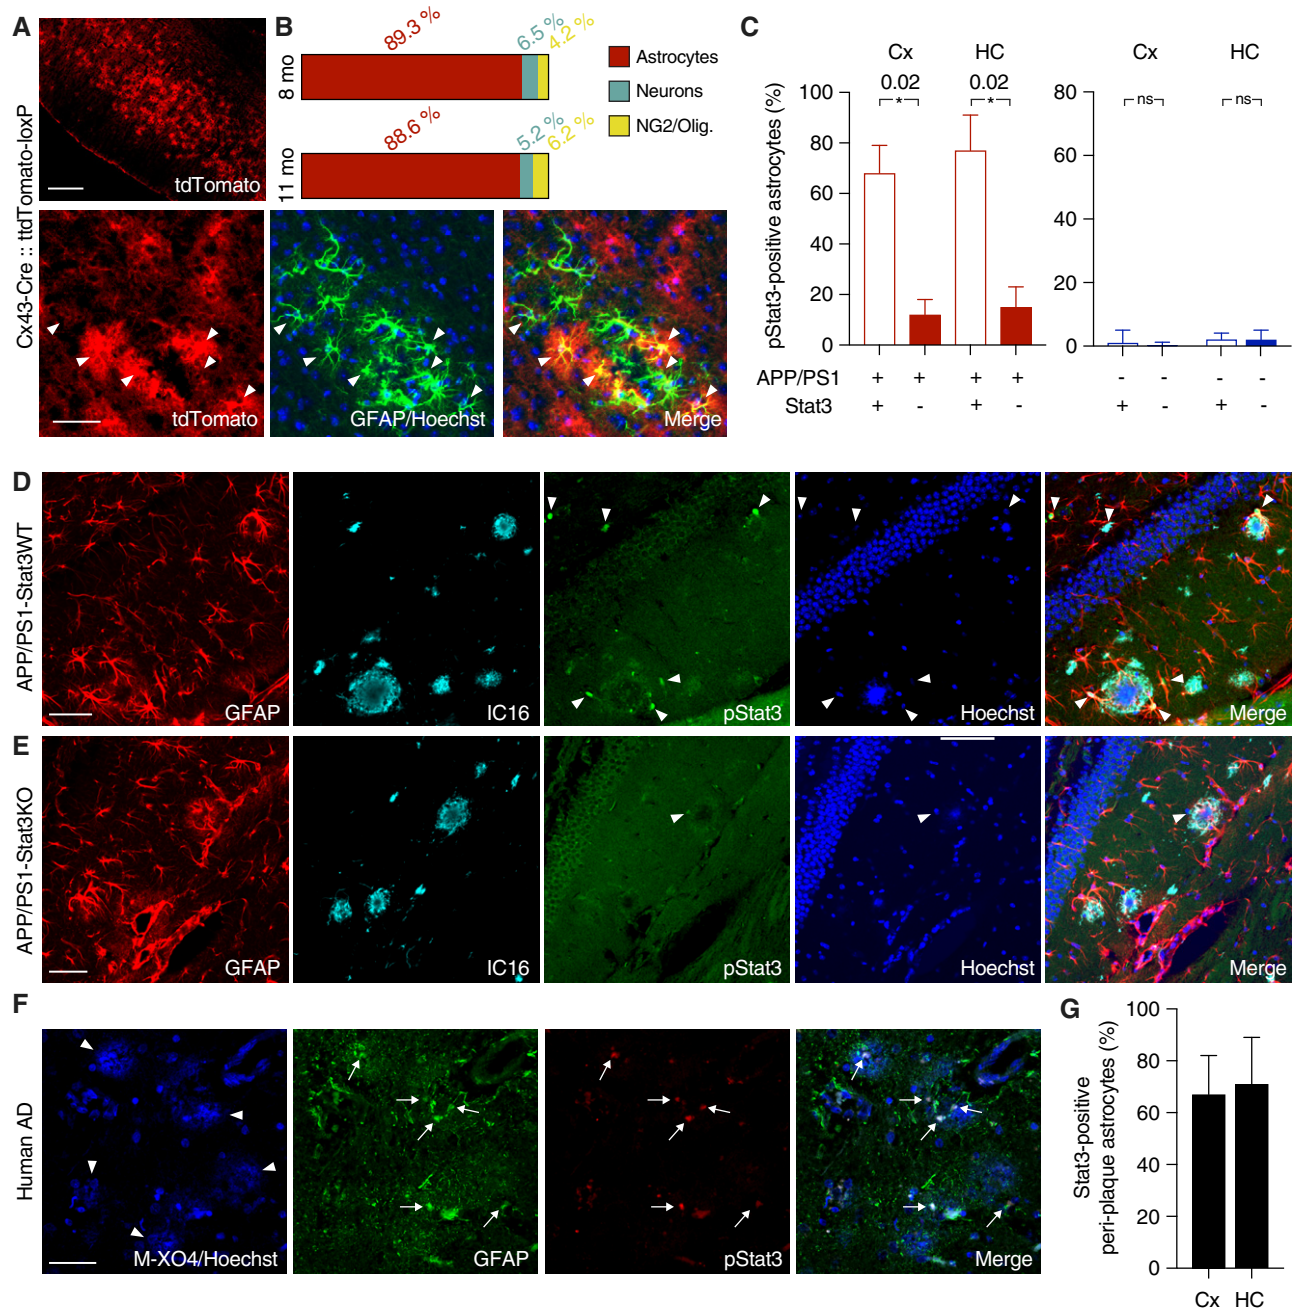 A
Cx43-Cre :: ttdTomato-loxP
tdTomato
tdTomato
GFAP/Hoechst
Merge
B
89.3 %
6.5 %
4.2 %
8 mo
88.6 %
5.2 %
6.2 %
11 mo
Astrocytes
Neurons
NG2/Olig.
C
pStat3-positive astrocytes (%)
Cx HC
0.02 0.02
* *
100
80
60
40
20
0
APP/PS1 + + + +
Stat3 + - + -
Cx HC
ns ns
80
60
40
20
0
- - - -
+ - + -
D
APP/PS1-Stat3WT
GFAP
IC16
pStat3
Hoechst
Merge
E
APP/PS1-Stat3KO
GFAP
IC16
pStat3
Hoechst
Merge
F
Human AD
M-XO4/Hoechst
GFAP
pStat3
Merge
G
Stat3-positive
peri-plaque astrocytes (%)
100
80
60
40
20
0
Cx HC